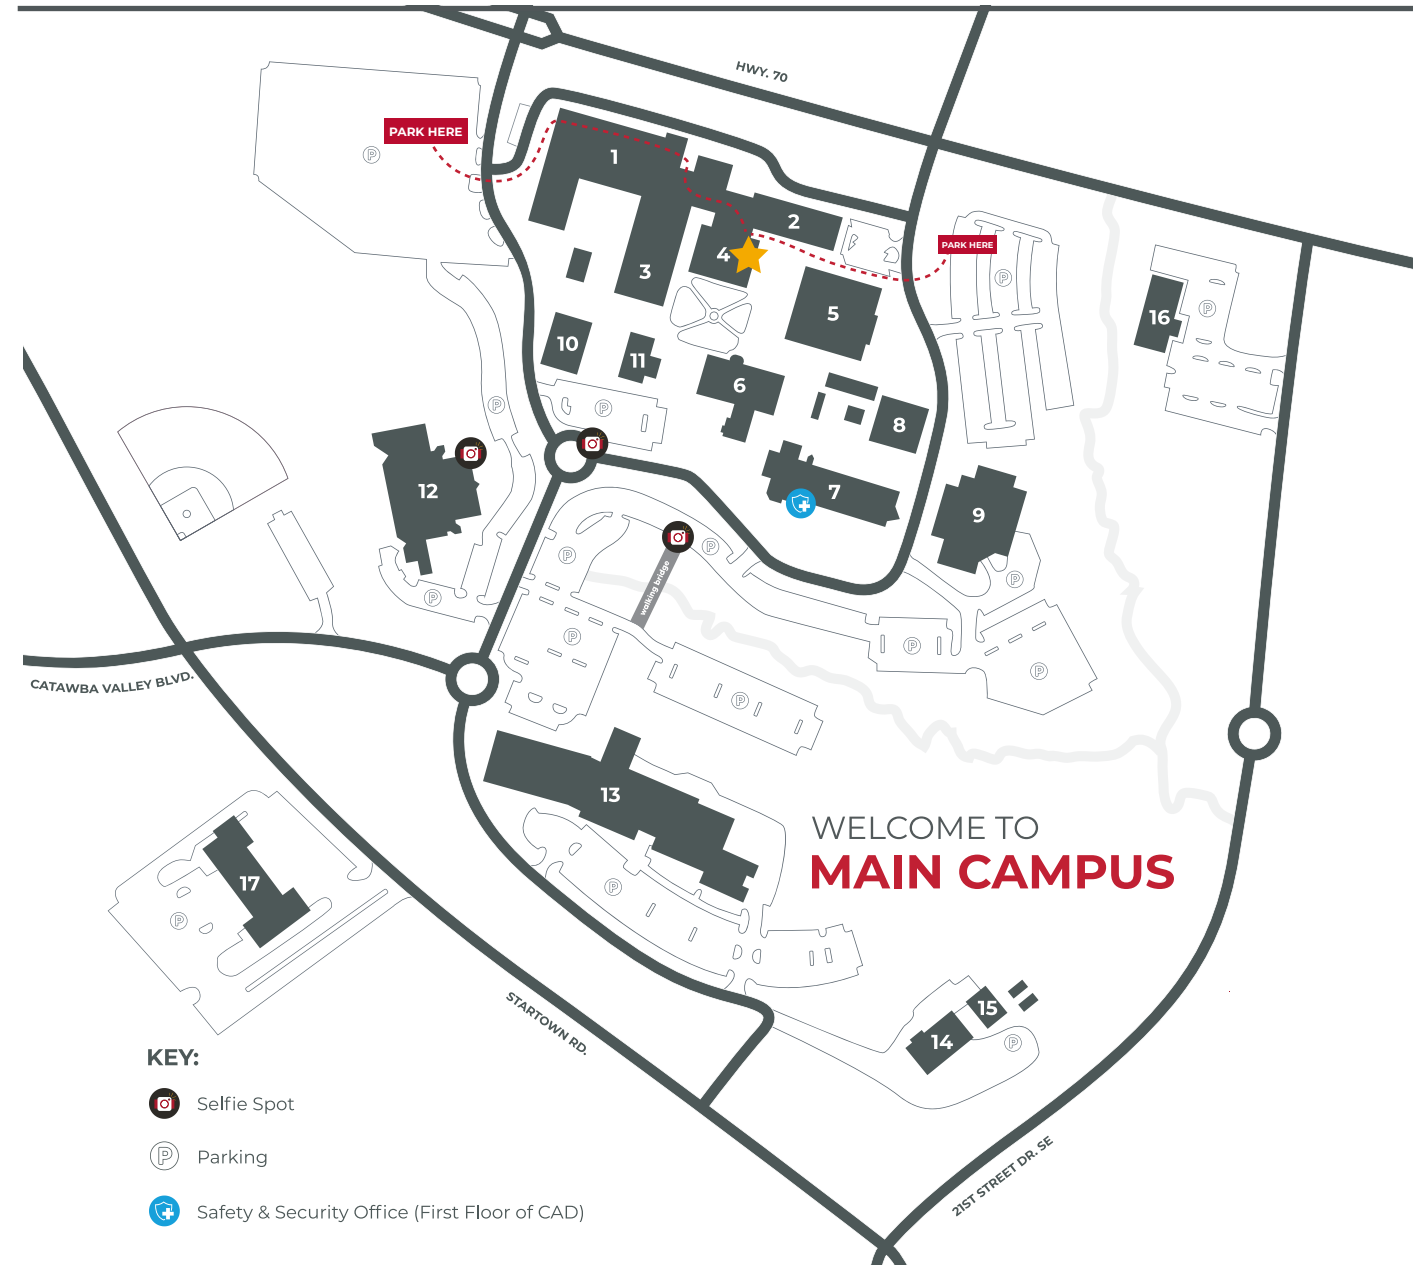 HWY. 70
PARK HERE
P
1
2
PARK HERE
4
3
P
5
P
16
10
11
6
P
P
8
12
7
9
P
P
P
walking bridge
P
P
P
P
P
P
CATAWBA VALLEY BLVD.
13
WELCOME TO
MAIN CAMPUS
17
P
P
STARTOWN RD.
15
14
P
21ST STREET DR. SE
KEY:
Selfie Spot
P Parking
Safety & Security Office (First Floor of CAD)